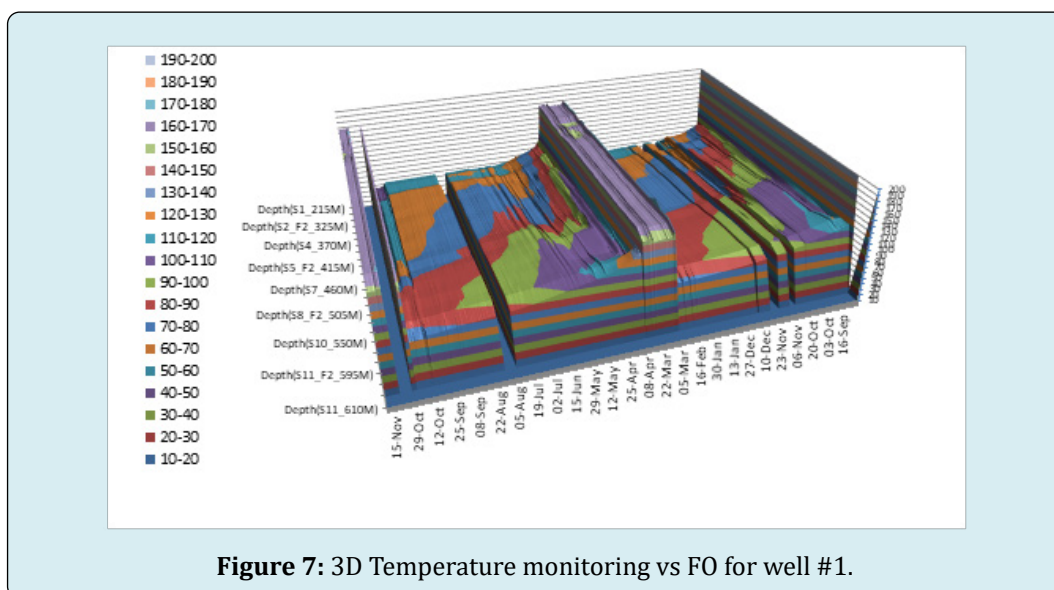 190-200
180-190
170-180
160-170
150-160
140-150
130-140
120-130
110-120
100-110
90-100
80-90
70-80
60-70
50-60
40-50
30-40
20-30
10-20
Depth(S1_215M)
Depth(S2_F2_325M)
Depth(S4_370M)
Depth(S5_F2_415M)
Depth(S7_460M)
Depth(S8_F2_505M)
Depth(S10_550M)
Depth(S11_F2_595M)
Depth(S11_610M)
15-Nov
29-Oct
12-Oct
25-Sep
08-Sep
22-Aug
05-Aug
19-Jul
02-Jul
15-Jun
29-May
12-May
25-Apr
08-Apr
22-Mar
05-Mar
16-Feb
30-Jan
13-Jan
27-Dec
10-Dec
23-Nov
06-Nov
20-Oct
03-Oct
16-Sep
200
Figure 7: 3D Temperature monitoring vs FO for well #1.